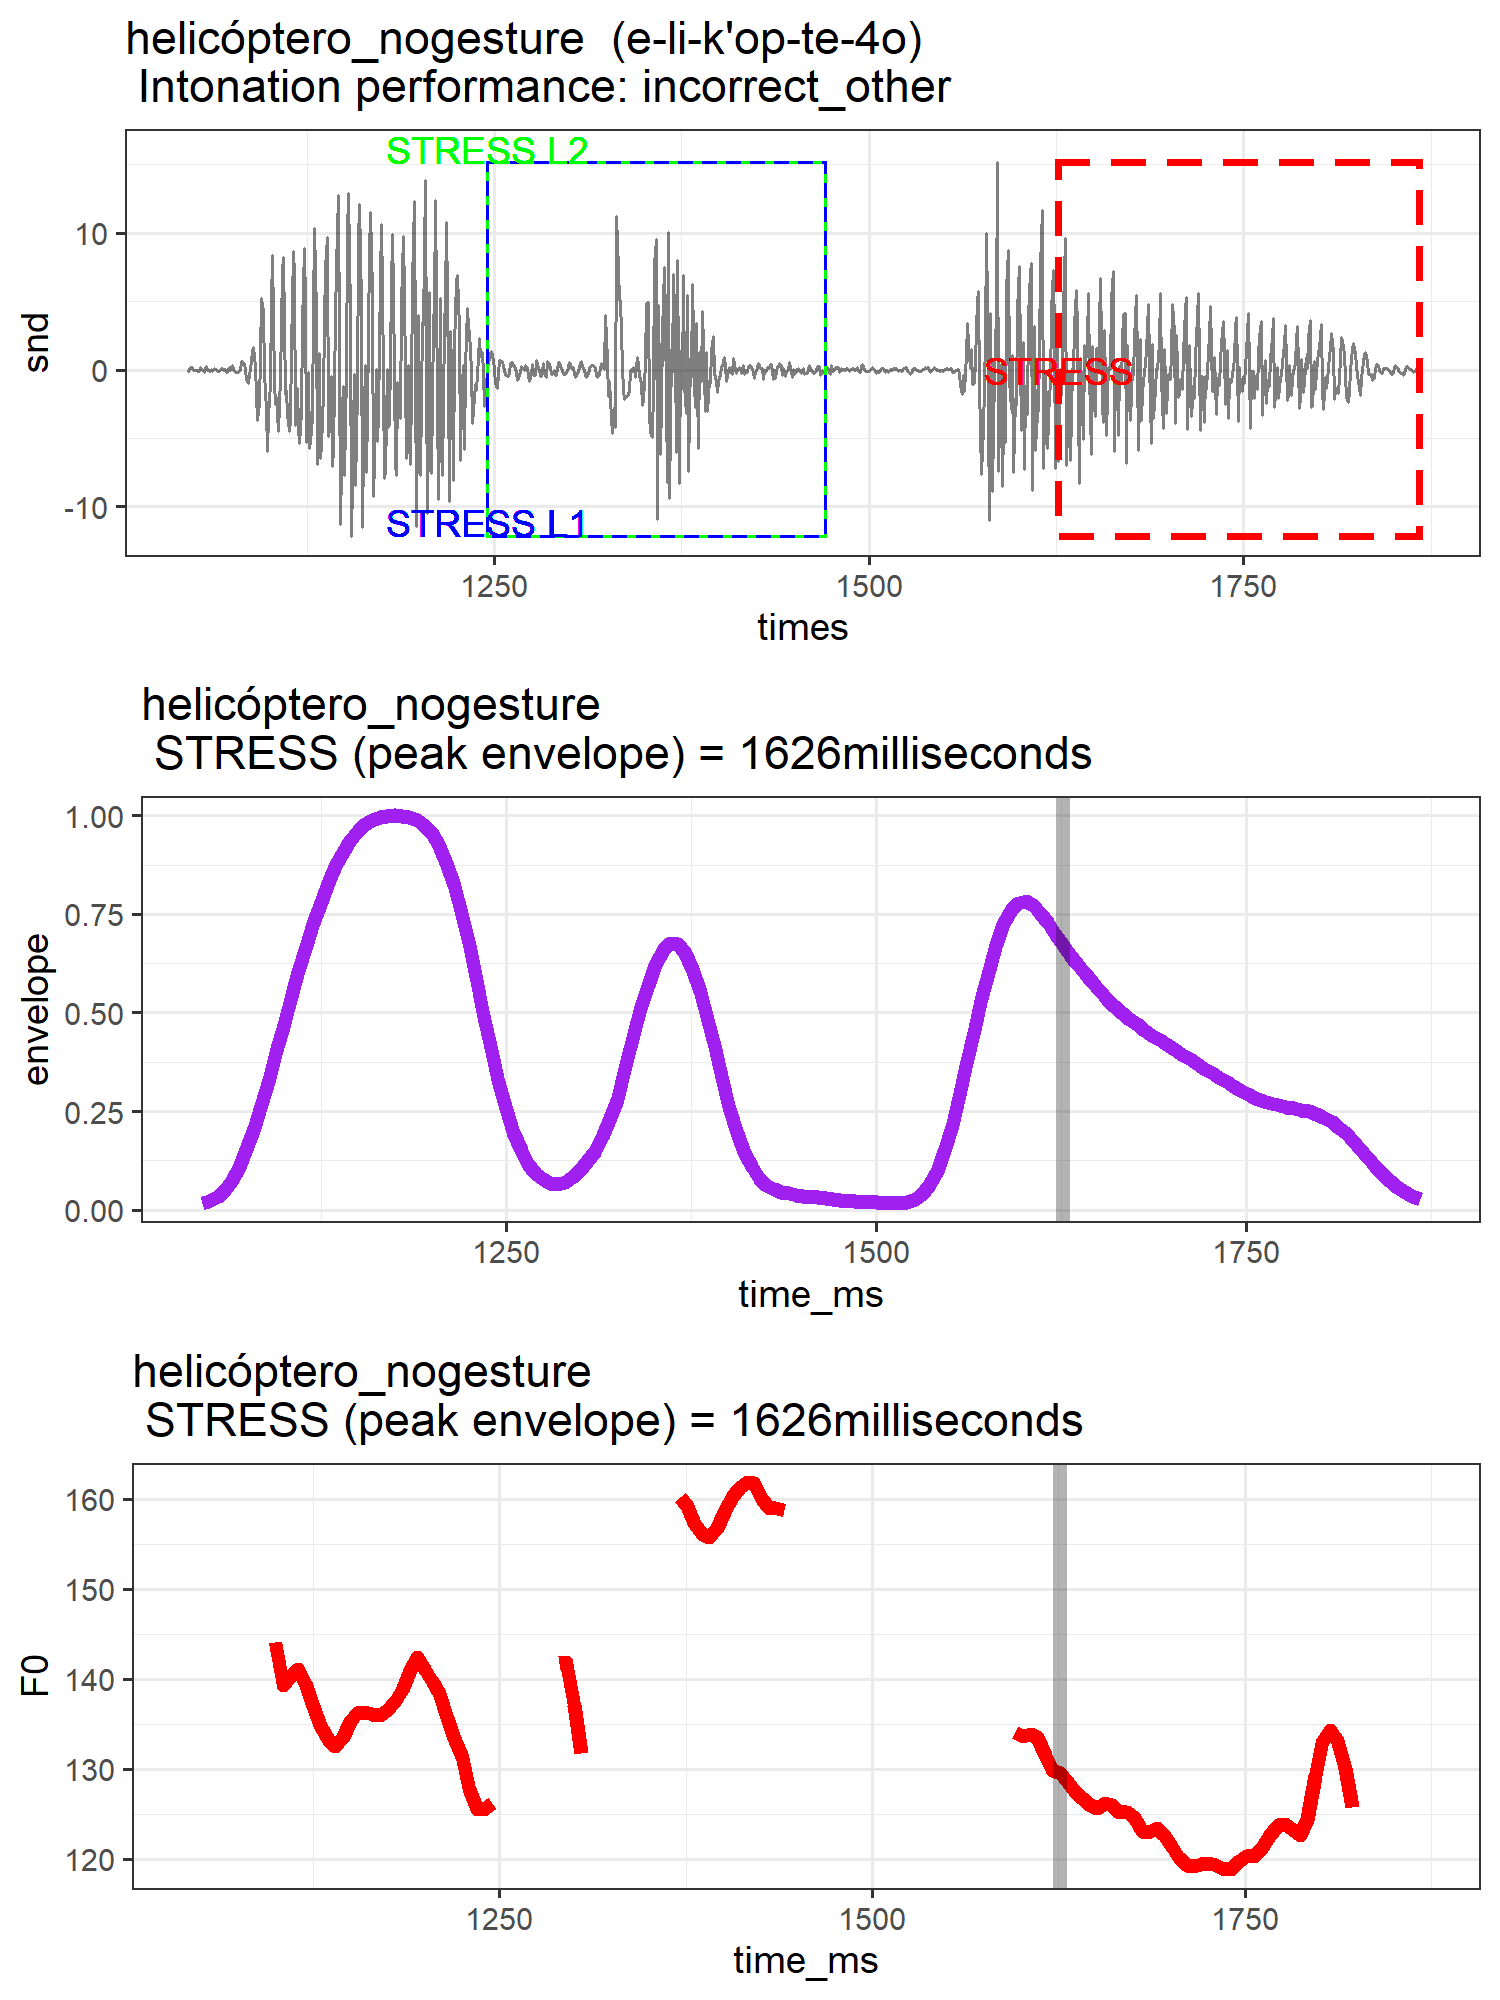 helicóptero_nogesture  (e-li-k'op-te-4o)
Intonation performance: incorrect_other
STRESS L2
10
0
-10
snd
STRESS
STRESS L1
1250
1500
1750
times
helicóptero_nogesture
STRESS (peak envelope) = 1626milliseconds
1.00
0.75
0.50
0.25
0.00
envelope
1250
1500
1750
time_ms
helicóptero_nogesture
STRESS (peak envelope) = 1626milliseconds
160
150
140
130
120
F0
1250
1500
1750
time_ms